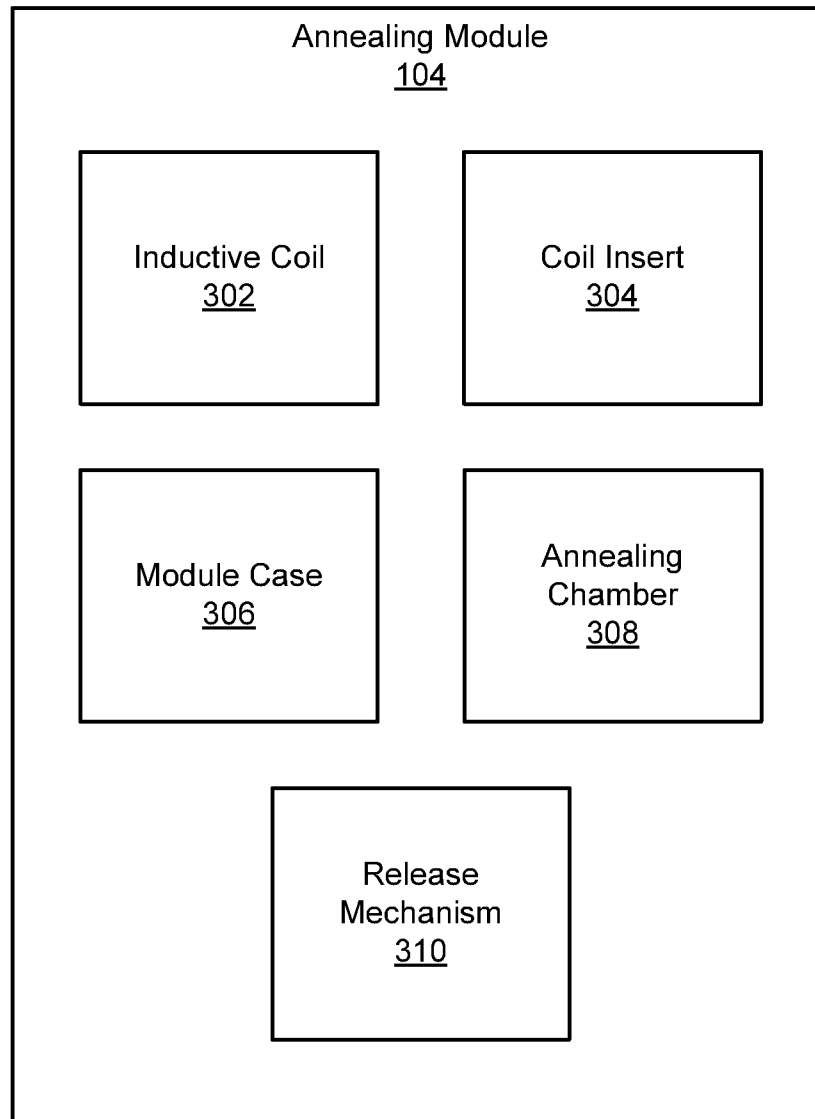 Annealing Module
104
Inductive Coil
302
Coil Insert
304
Module Case
306
Annealing
Chamber
308
Release
Mechanism
310